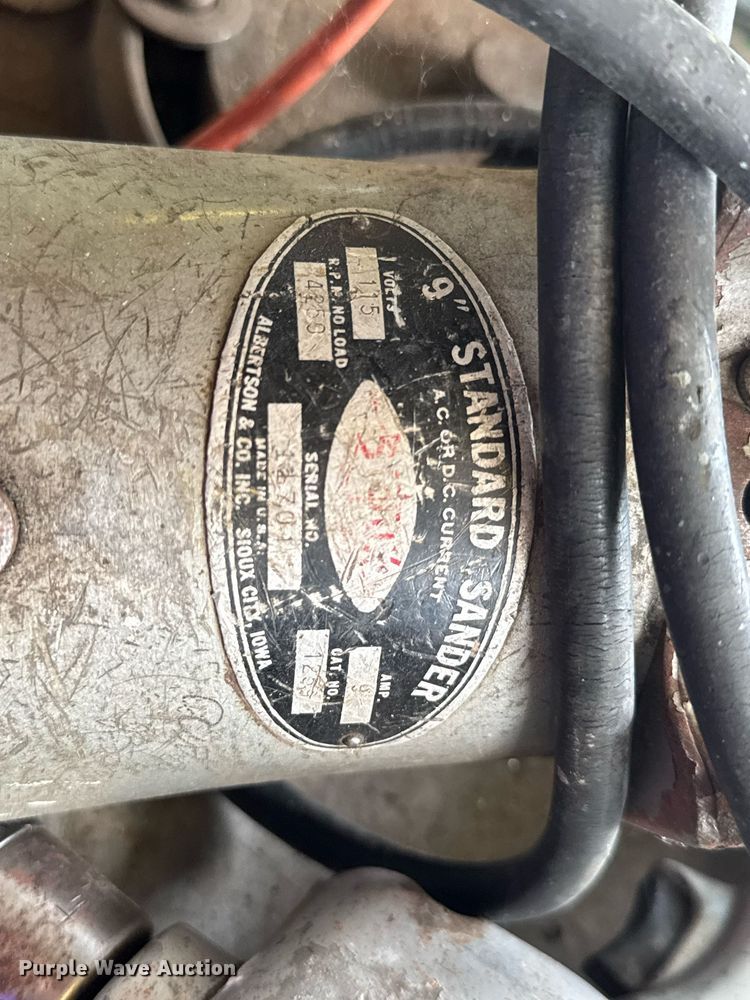 9" STANDARD SANDER
A.C. OR D.C. CURRENT
VOLTS
115
AMP.
9
R.P.M. NO LOAD
4250
CAT. NO.
SERIAL NO.
MADE IN U.S.A.
ALBERTSON & CO. INC. SIOUX CITY, IOWA
Purple Wave Auction